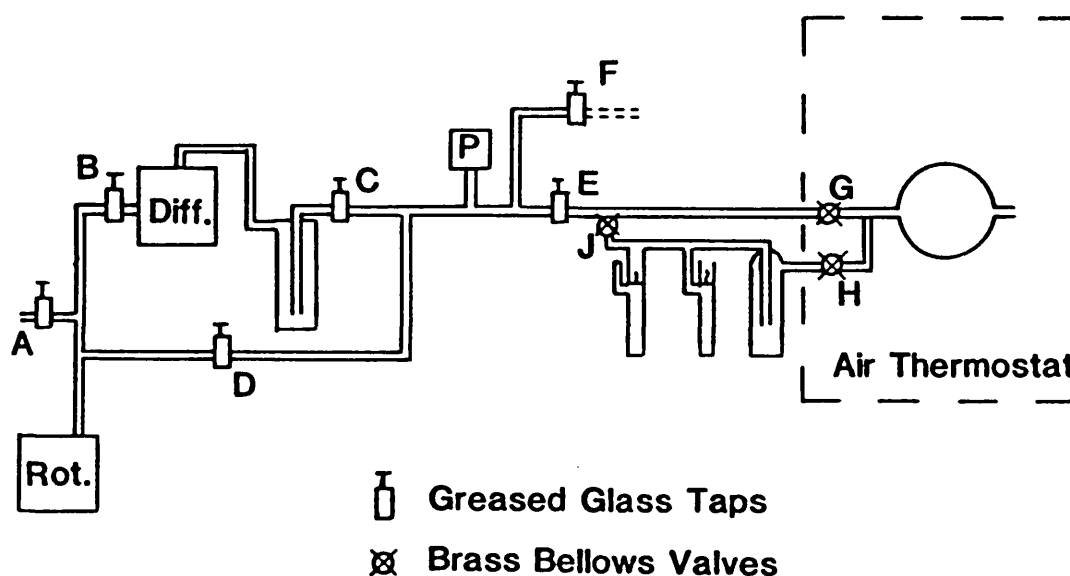 F
B
P
C
E
Diff.
G
J
A
H
D
Air Thermostat
Rot.
Greased Glass Taps
Brass Bellows Valves